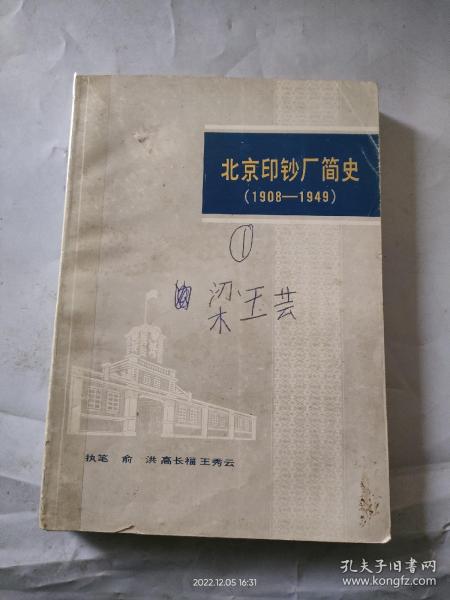 北京印钞厂简史
(1908—1949)
①
梁玉芸
执笔 俞 洪 高长福 王秀云
2022.12.05 16:31
孔夫子旧书网
www.kongfz.com